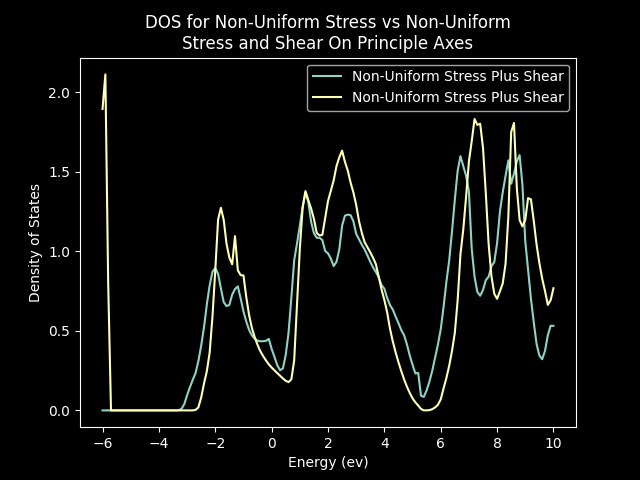 DOS for Non-Uniform Stress vs Non-Uniform
Stress and Shear On Principle Axes
Non-Uniform Stress Plus Shear
Non-Uniform Stress Plus Shear
2.0
1.5
1.0
0.5
0.0
Density of States
−6
−4
−2
0
2
4
6
8
10
Energy (ev)